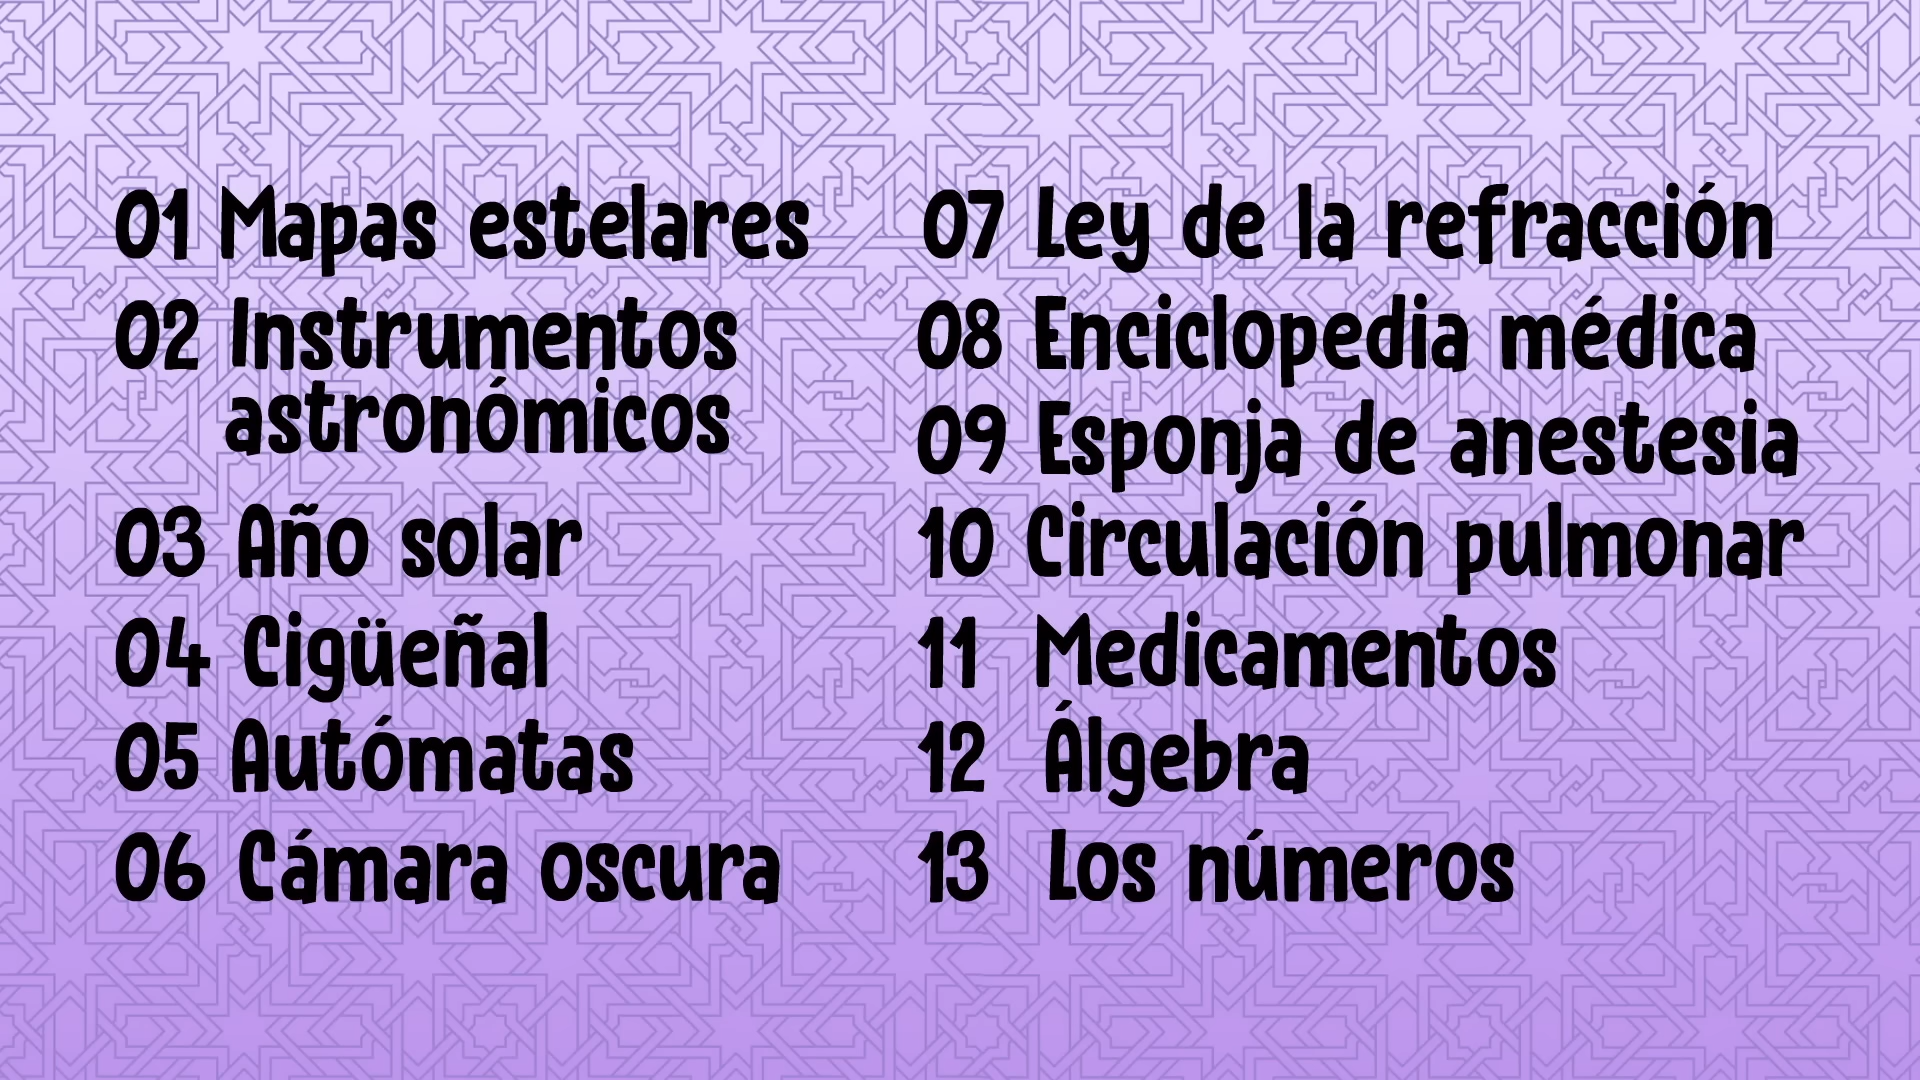 01 Mapas estelares
02 Instrumentos
astronómicos
03 Año solar
04 Cigüeñal
05 Autómatas
06 Cámara oscura
07 Ley de la refracción
08 Enciclopedia médica
09 Esponja de anestesia
10 Circulación pulmonar
11 Medicamentos
12 Álgebra
13 Los números